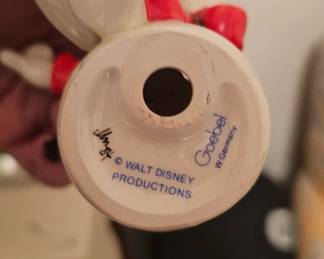 © WALT DISNEY
PRODUCTIONS
Goebel
W. Germany